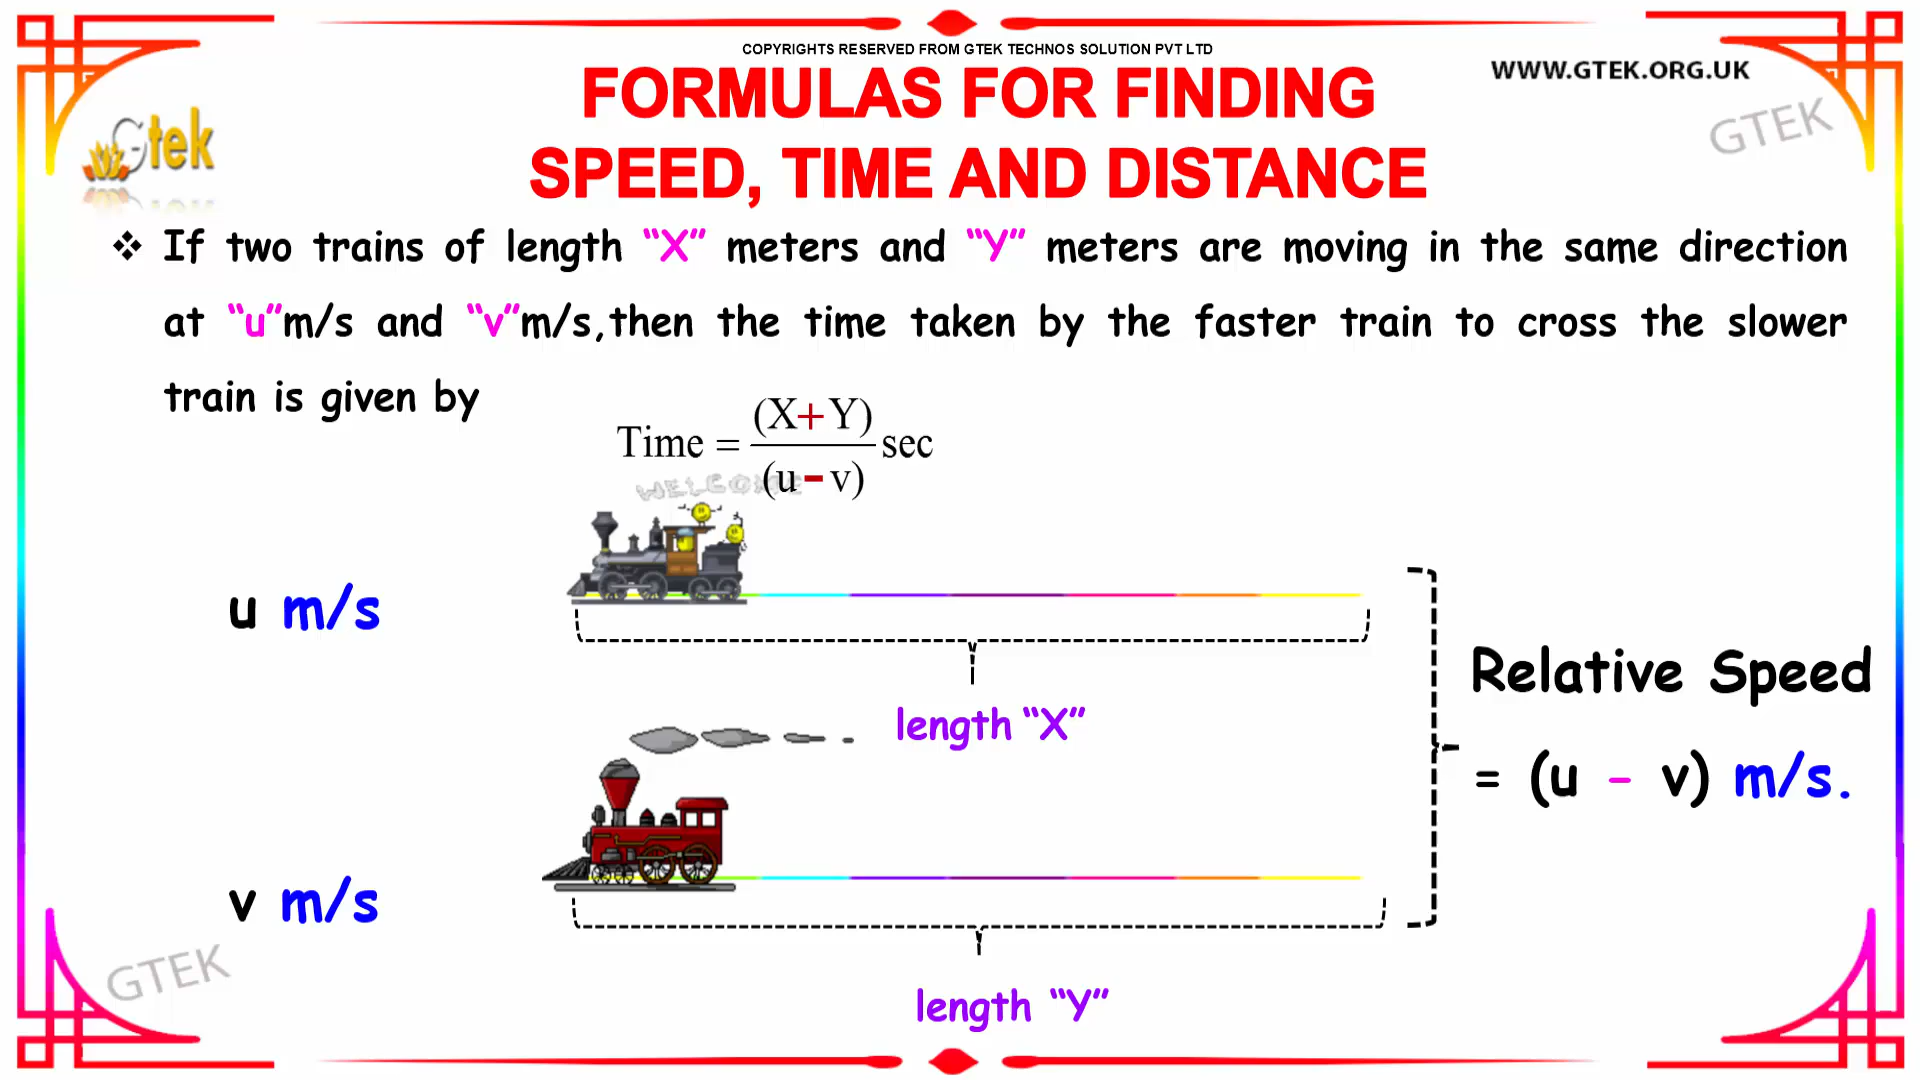 COPYRIGHTS RESERVED FROM GTEK TECHNOS SOLUTION PVT LTD
WWW.GTEK.ORG.UK
FORMULAS FOR FINDING
SPEED, TIME AND DISTANCE
Gtek
GTEK
❖ If two trains of length “X” meters and “Y” meters are moving in the same direction
at “u”m/s and “v”m/s,then the time taken by the faster train to cross the slower
train is given by
Time = (X+Y)/(u-v) sec
WELCOME
u m/s
length “X”
Relative Speed
= (u - v) m/s.
v m/s
GTEK
length “Y”